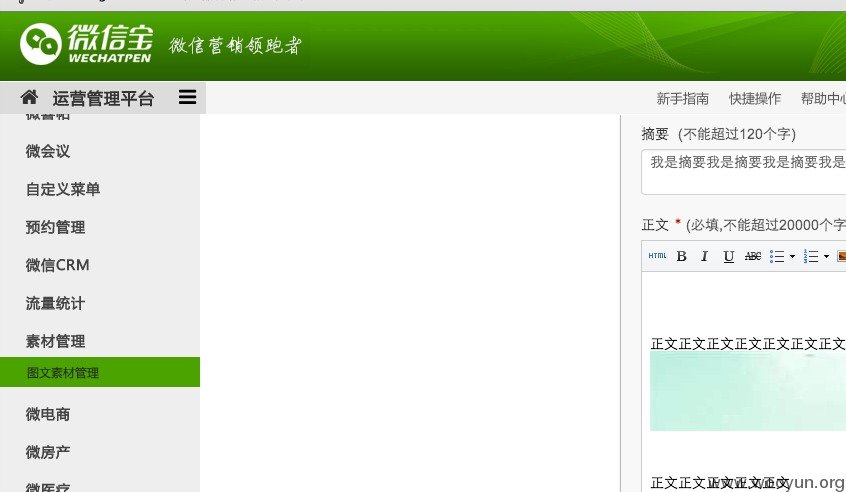 微信宝
WECHATPEN
微信营销领跑者
运营管理平台
新手指南 快捷操作 帮助中心
微会议
自定义菜单
预约管理
微信CRM
流量统计
素材管理
图文素材管理
微电商
微房产
微医疗
摘要 (不能超过120个字)
我是摘要我是摘要我是摘要我是
正文 * (必填,不能超过20000个字
HTML B I U ABC
正文正文正文正文正文正文正文
正文正文正文正文正文
www.wooyun.org